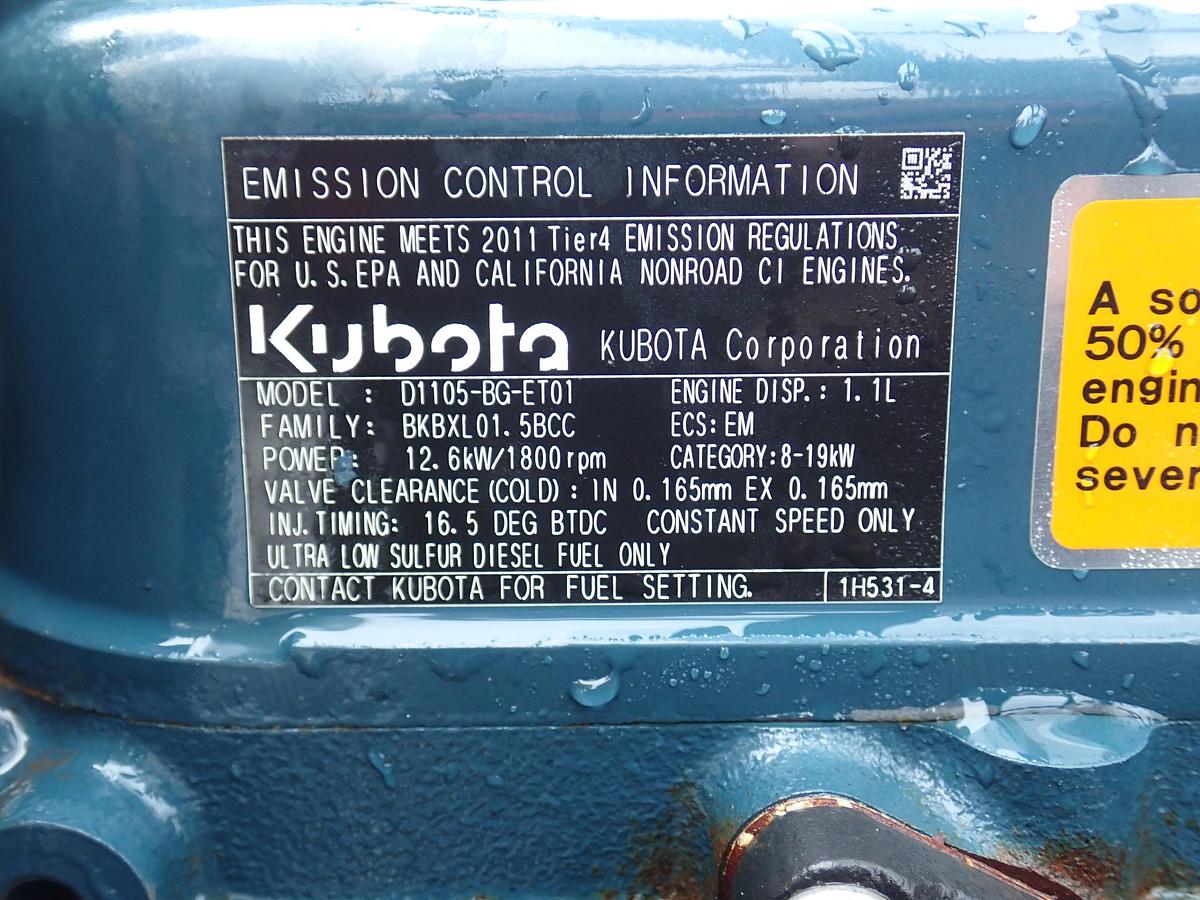 EMISSION CONTROL INFORMATION
THIS ENGINE MEETS 2011 Tier4 EMISSION REGULATIONS
FOR U.S.EPA AND CALIFORNIA NONROAD CI ENGINES.
Kubota KUBOTA Corporation
MODEL : D1105-BG-ET01 ENGINE DISP.: 1.1L
FAMILY: BKBXL01.5BCC ECS: EM
POWER: 12.6kW/1800rpm CATEGORY:8-19kW
VALVE CLEARANCE (COLD) : IN 0.165mm EX 0.165mm
INJ.TIMING: 16.5 DEG BTDC CONSTANT SPEED ONLY
ULTRA LOW SULFUR DIESEL FUEL ONLY
CONTACT KUBOTA FOR FUEL SETTING. 1H531-4
A so
50%
engin
Do n
sever